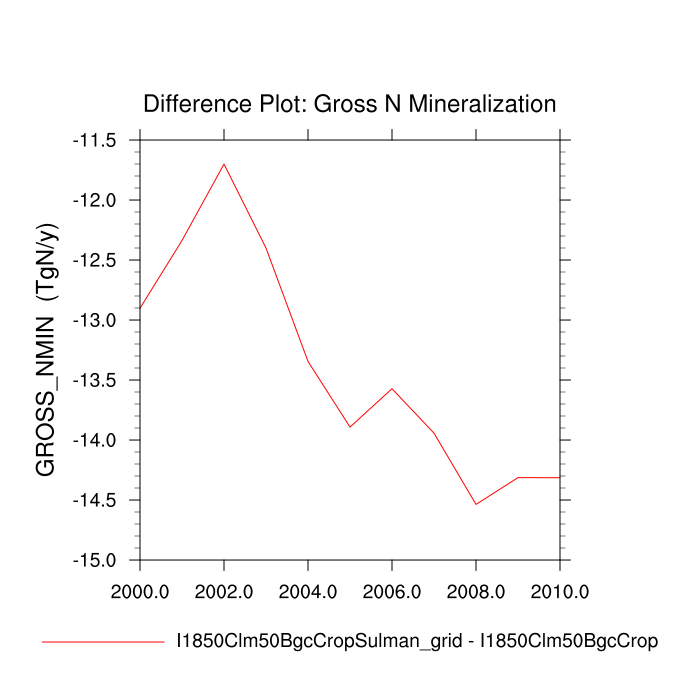 Difference Plot: Gross N Mineralization
-11.5
-12.0
-12.5
-13.0
-13.5
-14.0
-14.5
-15.0
GROSS_NMIN (TgN/y)
2000.0 2002.0 2004.0 2006.0 2008.0 2010.0
I1850Clm50BgcCropSulman_grid - I1850Clm50BgcCrop